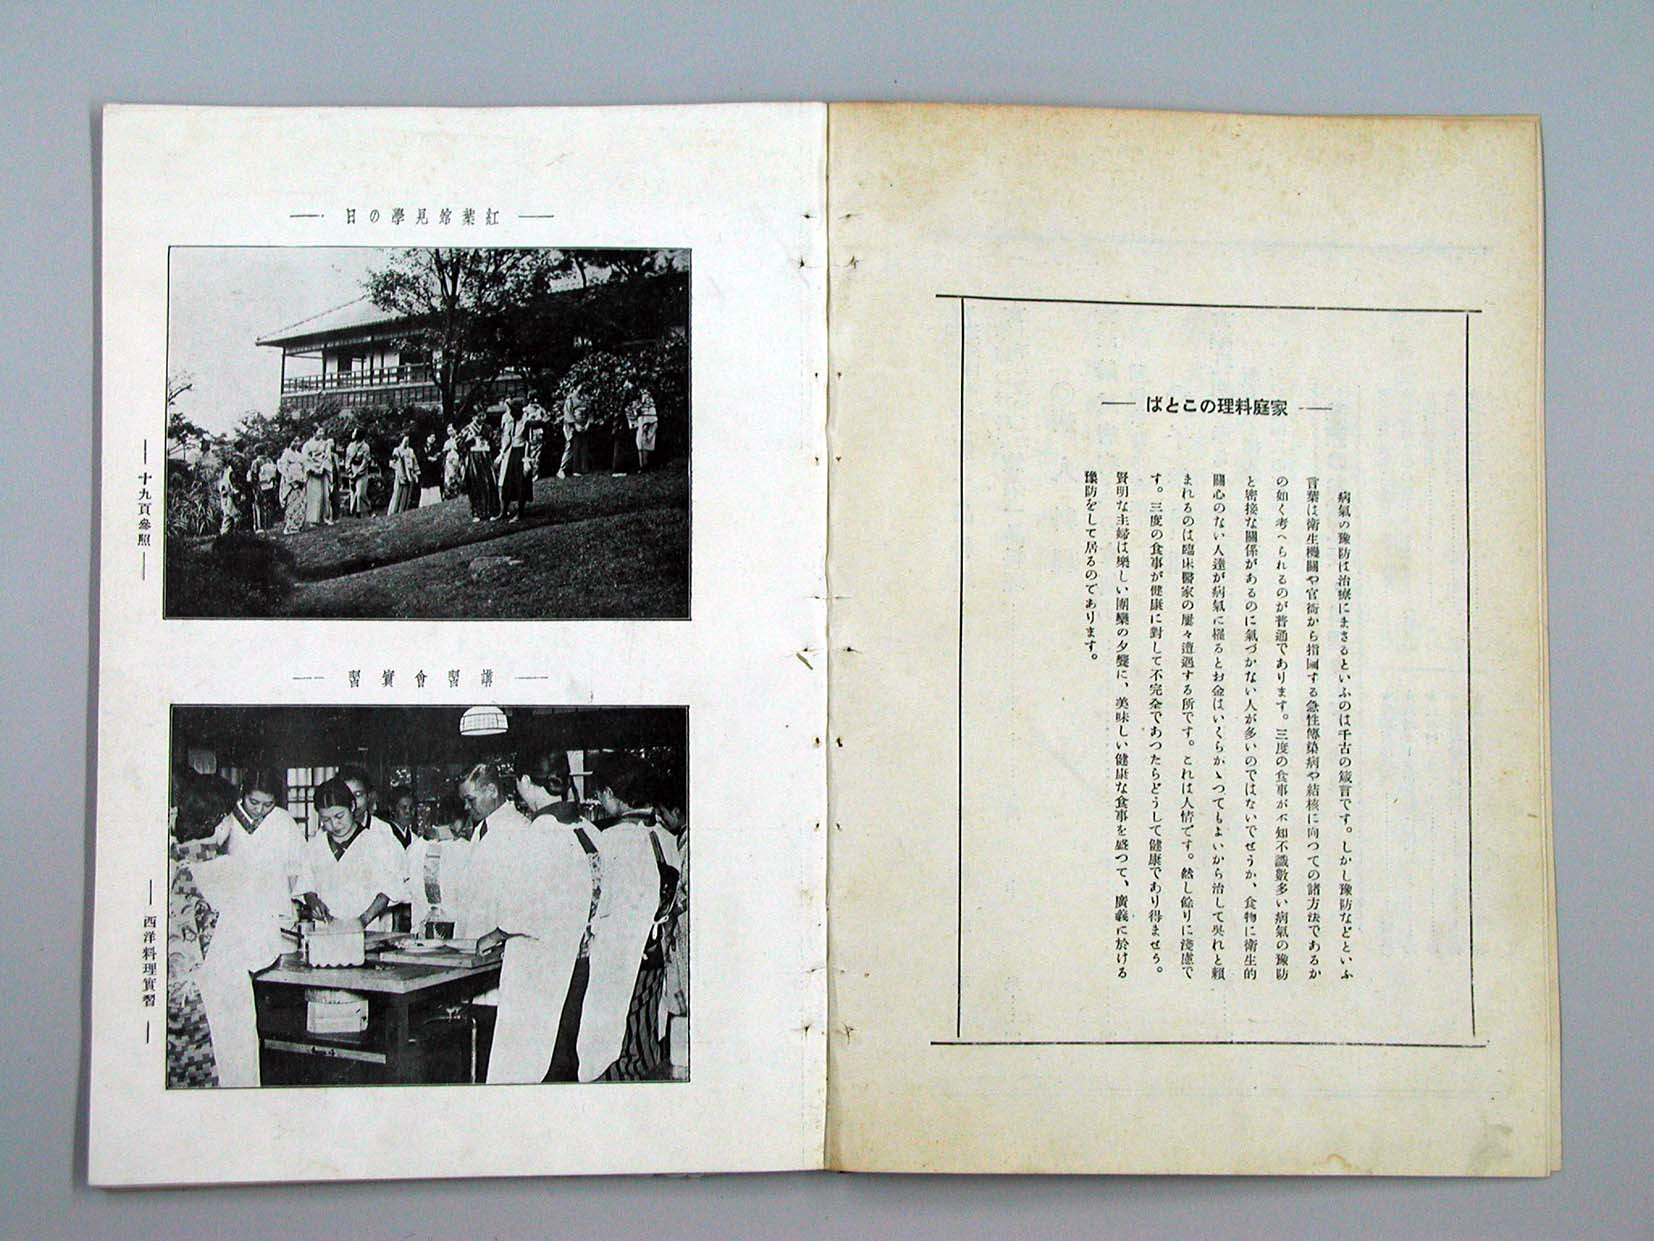 家庭料理のことば
病氣の豫防は治療にまさるといふのは千古の箴言です。しかし豫防などといふ
言葉は衛生機關や官衙から指圖する急性傳染病や結核に向つての諸方法であるか
の如く考へられるのが普通であります。三度の食事が不知不識數多い病氣の豫防
と密接な關係があるのに氣づかない人が多いのではないでせうか、食物に衛生的
關心のない人達が病氣に罹るとお金はいくらかゝつてもよいから治して吳れと賴
まれるのは臨床醫家の屢々遭遇する所です。これは人情です。然し餘りに淺慮で
す。三度の食事が健康に對して不完全であつたらどうして健康であり得ませう。
賢明な主婦は樂しい團欒の夕餐に、美味しい健康な食事を盛つて、廣義に於ける
豫防をして居るのであります。
紅葉館見學の日
十九頁參照
講習會實習
西洋料理實習